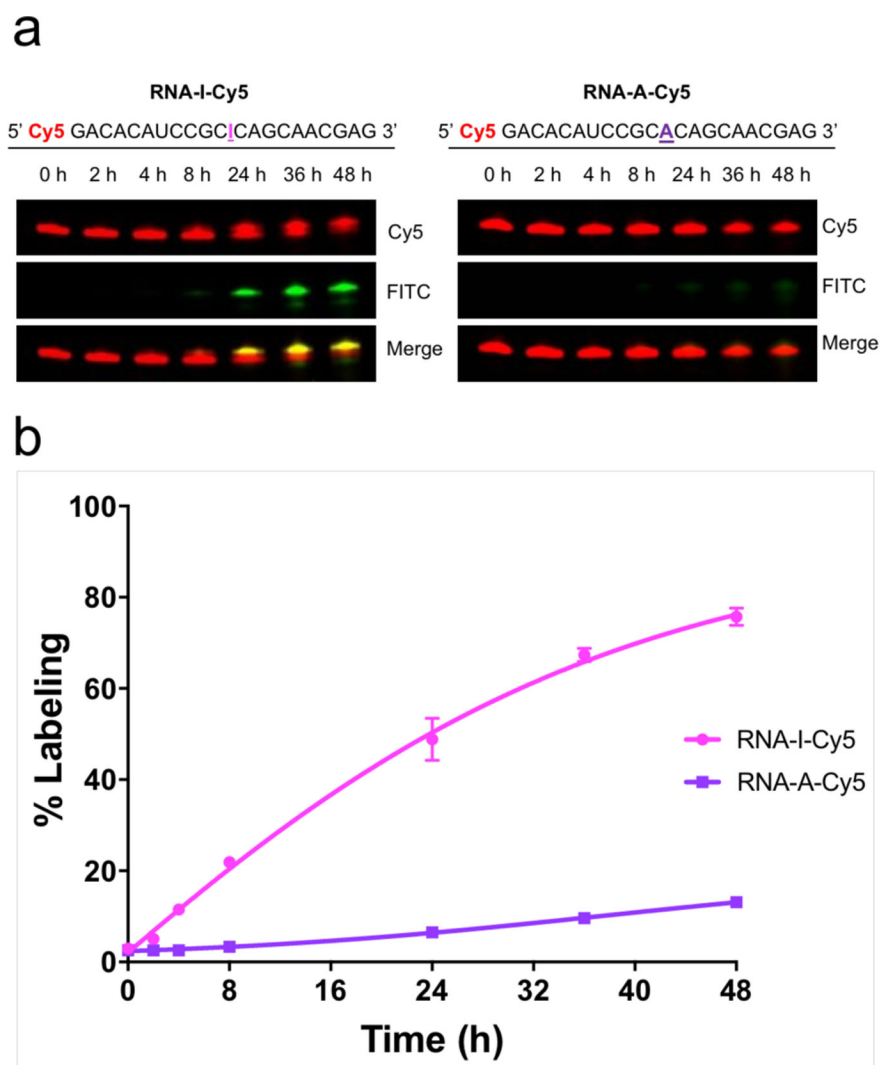 a
RNA-I-Cy5
5’ Cy5 GACACAUCCGCICAGCAACGAG 3’
0 h 2 h 4 h 8 h 24 h 36 h 48 h
Cy5
FITC
Merge
RNA-A-Cy5
5’ Cy5 GACACAUCCGCACAGCAACGAG 3’
0 h 2 h 4 h 8 h 24 h 36 h 48 h
Cy5
FITC
Merge
b
% Labeling
100
80
60
40
20
0
0 8 16 24 32 40 48
Time (h)
RNA-I-Cy5
RNA-A-Cy5